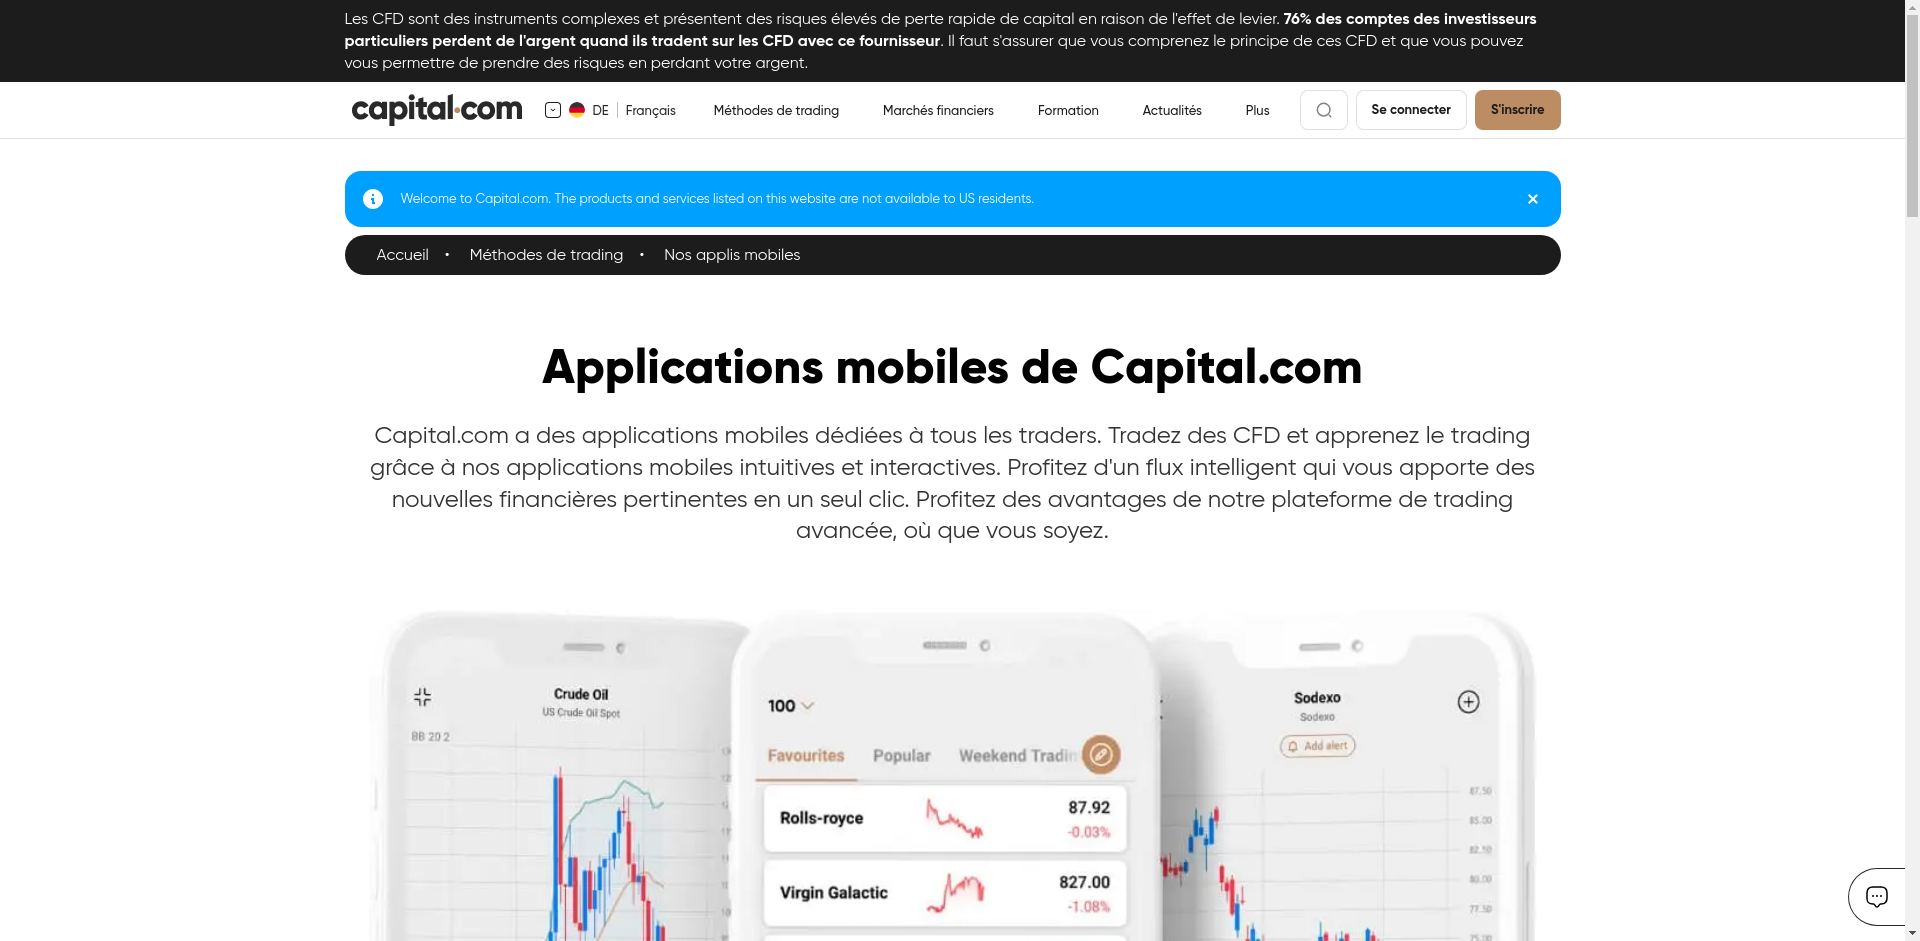 Les CFD sont des instruments complexes et présentent des risques élevés de perte rapide de capital en raison de l'effet de levier. 76% des comptes des investisseurs
particuliers perdent de l'argent quand ils tradent sur les CFD avec ce fournisseur. Il faut s'assurer que vous comprenez le principe de ces CFD et que vous pouvez
vous permettre de prendre des risques en perdant votre argent.
capital.com DE Français Méthodes de trading Marchés financiers Formation Actualités Plus Se connecter S'inscrire
Welcome to Capital.com. The products and services listed on this website are not available to US residents.
Accueil • Méthodes de trading • Nos applis mobiles
Applications mobiles de Capital.com
Capital.com a des applications mobiles dédiées à tous les traders. Tradez des CFD et apprenez le trading
grâce à nos applications mobiles intuitives et interactives. Profitez d'un flux intelligent qui vous apporte des
nouvelles financières pertinentes en un seul clic. Profitez des avantages de notre plateforme de trading
avancée, où que vous soyez.
Crude Oil
US Crude Oil Spot
BB 20 2
100
Favourites Popular Weekend Tradin
Rolls-royce 87.92
-0.03%
Virgin Galactic 827.00
-1.08%
Sodexo
Sodexo
Add alert
87.50
85.00
82.50
80.00
77.50
75.00